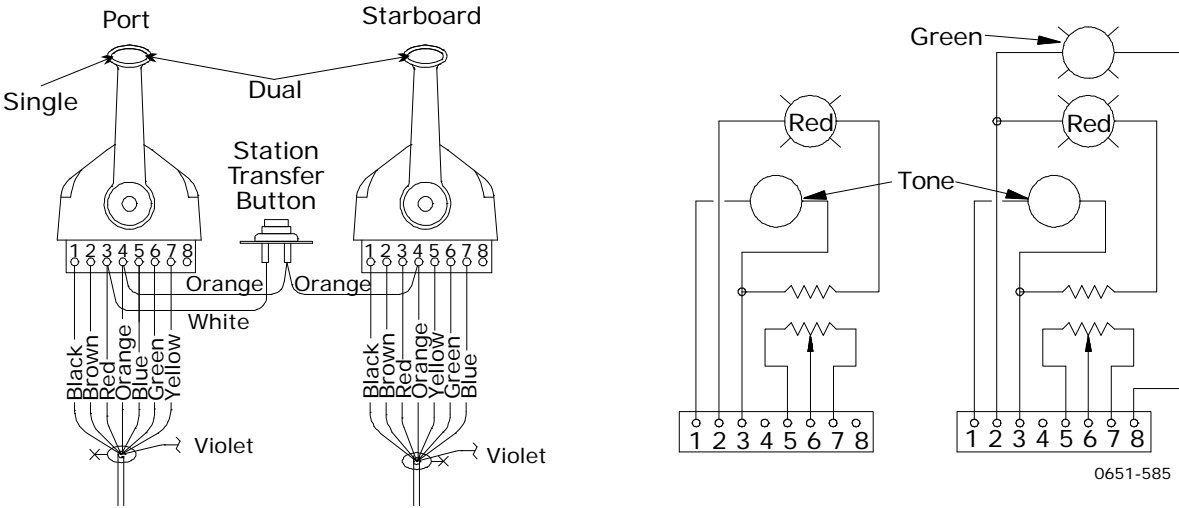 Port
Starboard
Single
Dual
Station
Transfer
Button
1 2 3 4 5 6 7 8
1 2 3 4 5 6 7 8
Orange
Orange
White
Black
Brown
Red
Orange
Blue
Green
Yellow
Black
Brown
Red
Orange
Yellow
Green
Blue
Violet
Violet
Green
Red
Red
Tone
1 2 3 4 5 6 7 8
1 2 3 4 5 6 7 8
0651-585